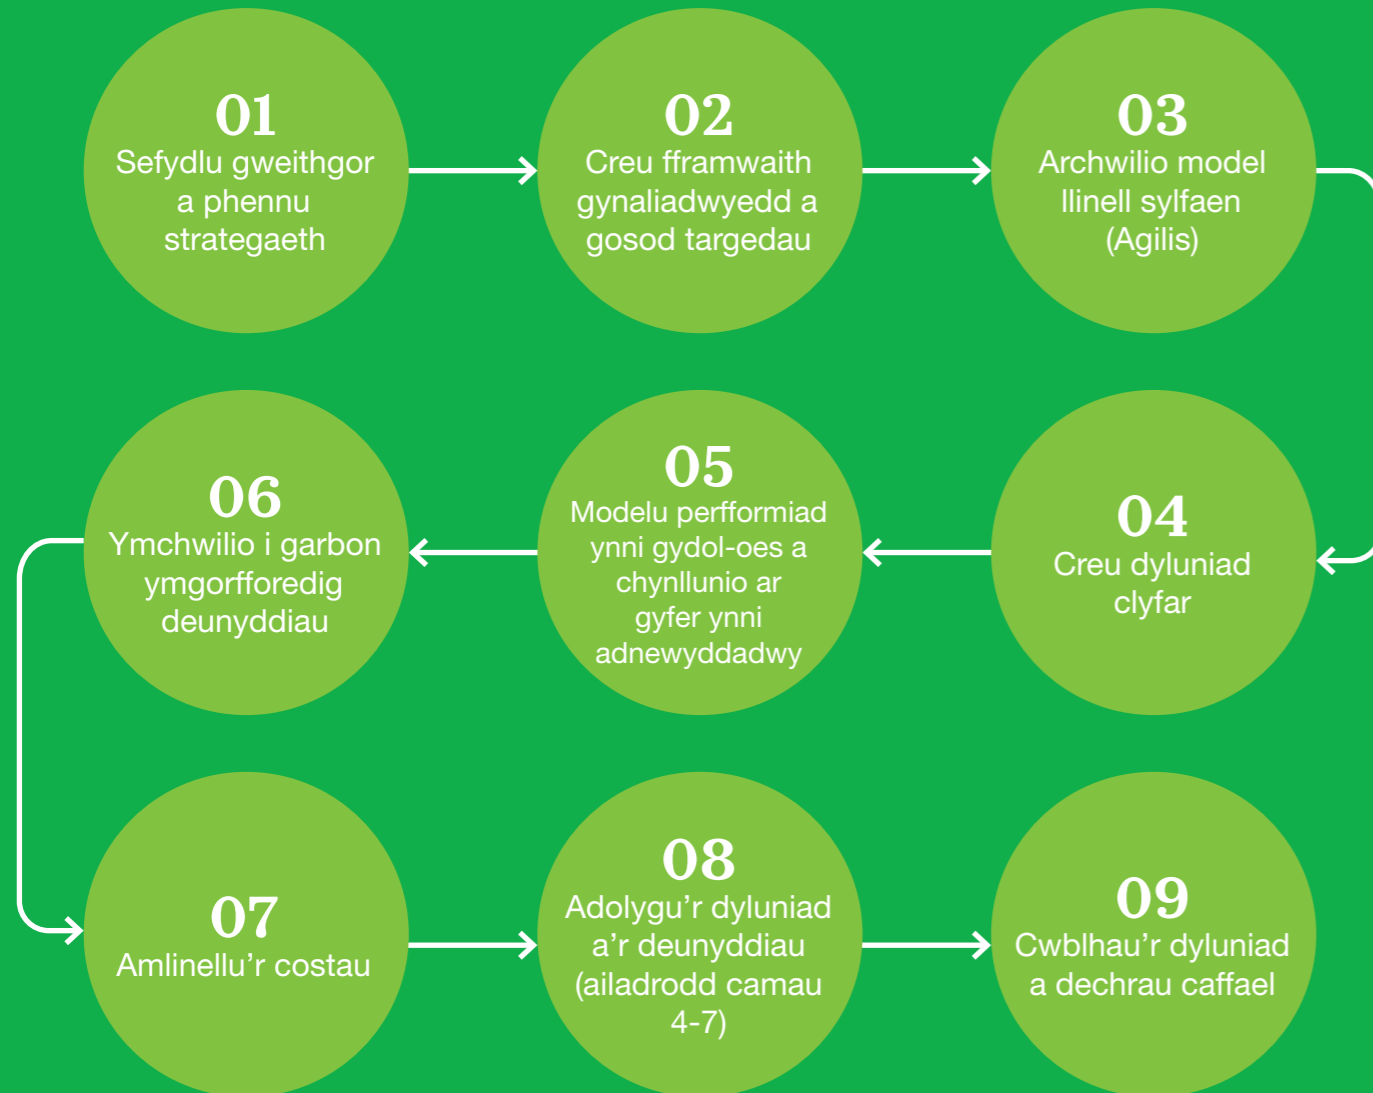 01
Sefydlu gweithgor
a phennu
strategaeth
02
Creu fframwaith
gynaliadwyedd a
gosod targedau
03
Archwilio model
llinell sylfaen
(Agilis)
04
Creu dyluniad
clyfar
05
Modelu perfformiad
ynni gydol-oes a
chynllunio ar
gyfer ynni
adnewyddadwy
06
Ymchwilio i garbon
ymgorfforedig
deunyddiau
07
Amlinellu’r costau
08
Adolygu’r dyluniad
a’r deunyddiau
(ailadrodd camau
4-7)
09
Cwblhau’r dyluniad
a dechrau caffael